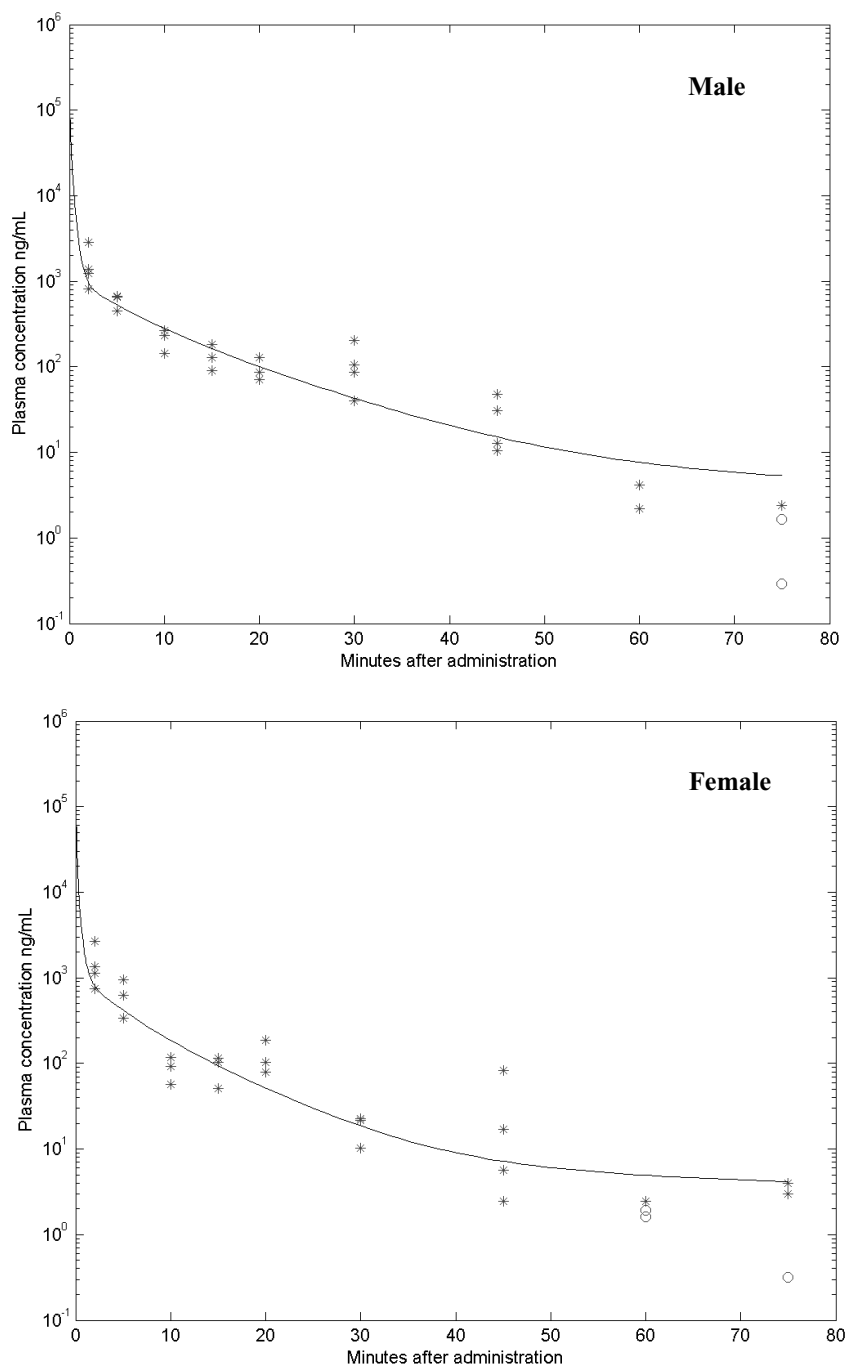 10^6
Male
10^5
10^4
10^3
10^2
10^1
10^0
10^-1
Plasma concentration ng/mL
0 10 20 30 40 50 60 70 80
Minutes after administration
10^6
Female
10^5
10^4
10^3
10^2
10^1
10^0
10^-1
Plasma concentration ng/mL
0 10 20 30 40 50 60 70 80
Minutes after administration